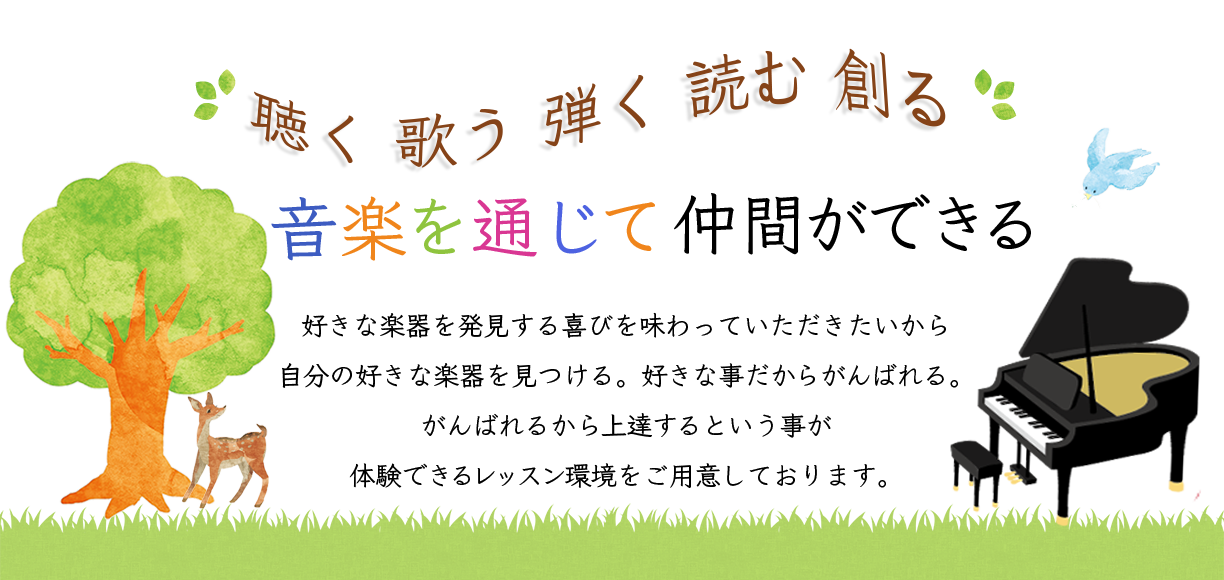 聴く 歌う 弾く 読む 創る
音楽を通じて 仲間ができる
好きな楽器を発見する喜びを味わっていただきたいから
自分の好きな楽器を見つける。好きな事だからがんばれる。
がんばれるから上達するという事が
体験できるレッスン環境をご用意しております。